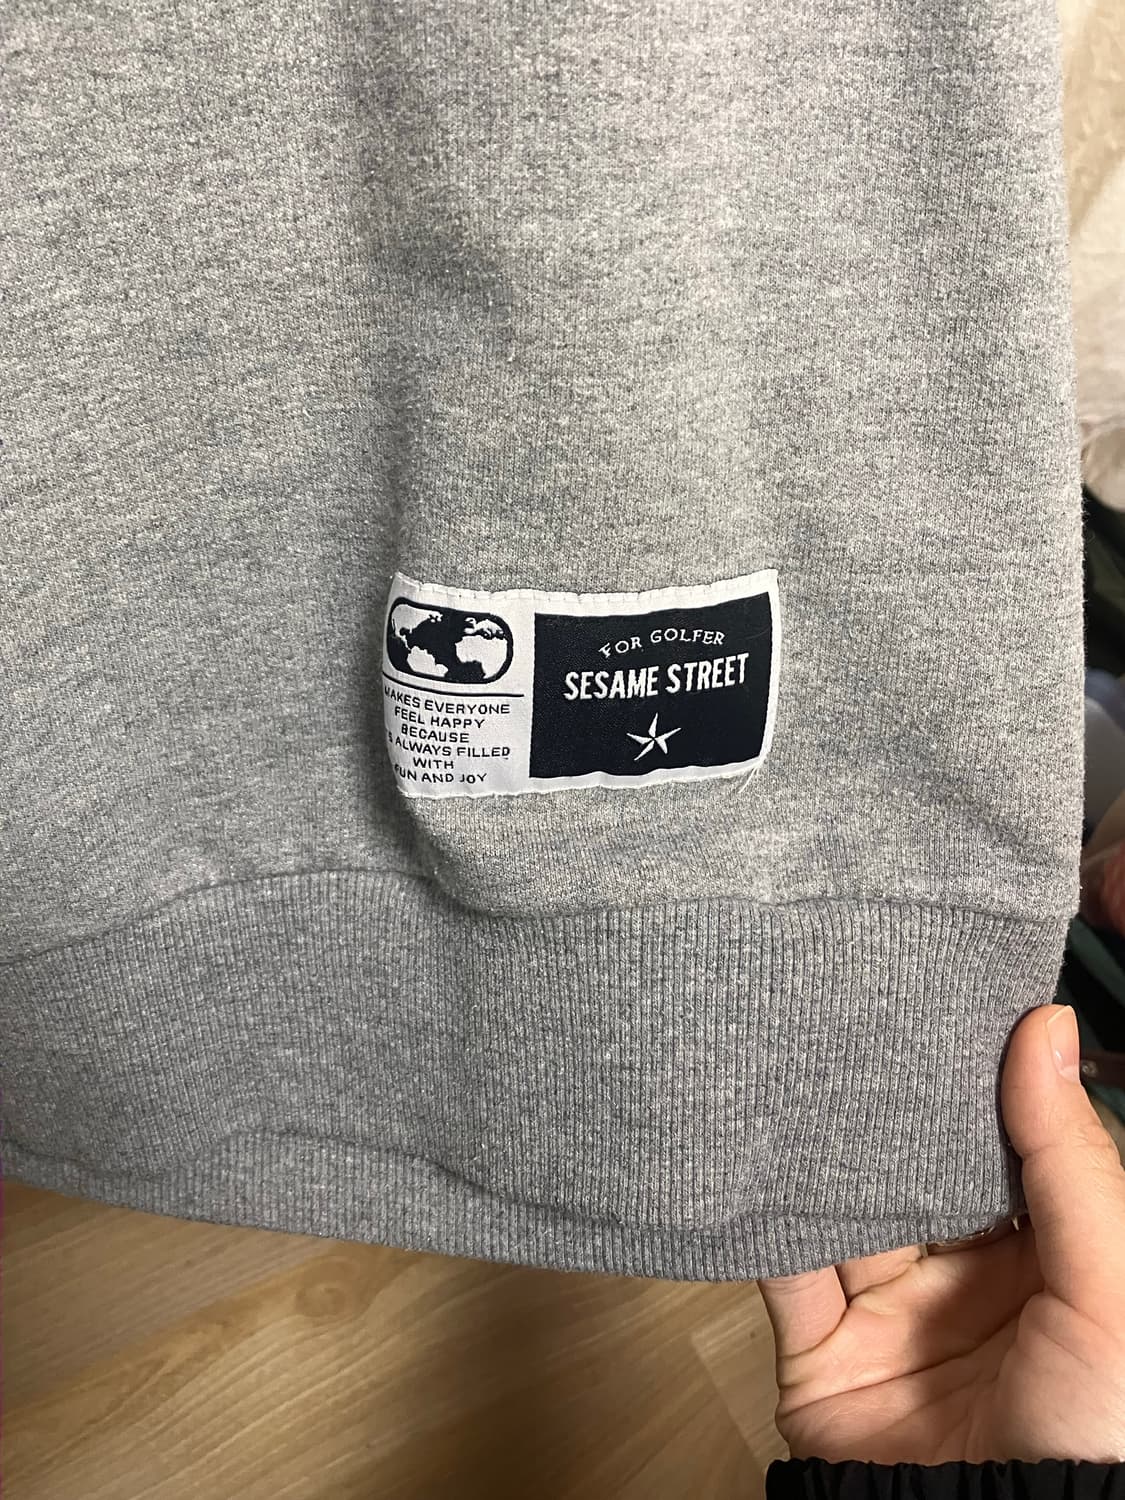 MAKES EVERYONE
FEEL HAPPY
BECAUSE
ALWAYS FILLED
WITH
FUN AND JOY
FOR GOLFER
SESAME STREET